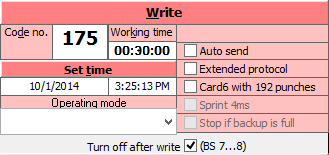 Write
Code no. 175 Working time
00:30:00
Auto send
Set time
Extended protocol
10/1/2014 3:25:13 PM
Card6 with 192 punches
Operating mode
Sprint 4ms
Stop if backup is full
Turn off after write (BS 7...8)